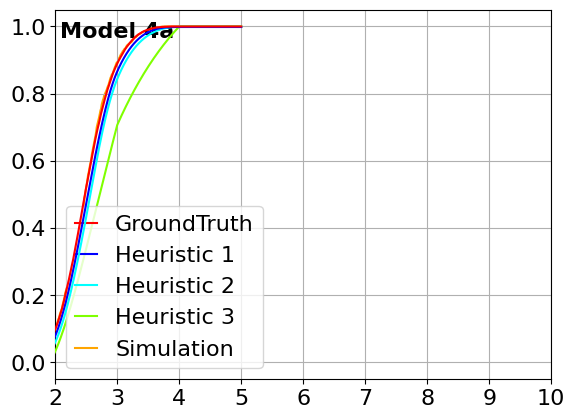 Model 4a
1.0
0.8
0.6
0.4
0.2
0.0
GroundTruth
Heuristic 1
Heuristic 2
Heuristic 3
Simulation
2 3 4 5 6 7 8 9 10